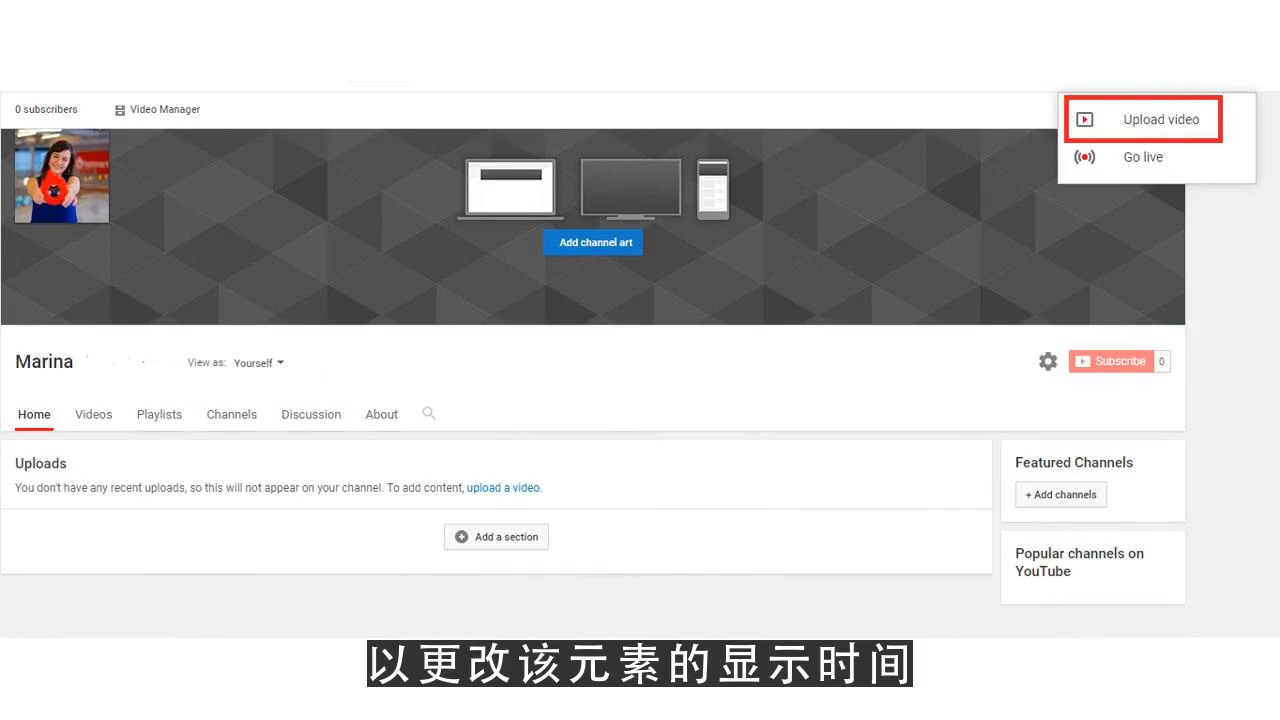 0 subscribers Video Manager
Upload video
Go live
Add channel art
Marina View as: Yourself
Subscribe 0
Home Videos Playlists Channels Discussion About
Uploads
You don't have any recent uploads, so this will not appear on your channel. To add content, upload a video.
Add a section
Featured Channels
+ Add channels
Popular channels on
YouTube
以更改该元素的显示时间